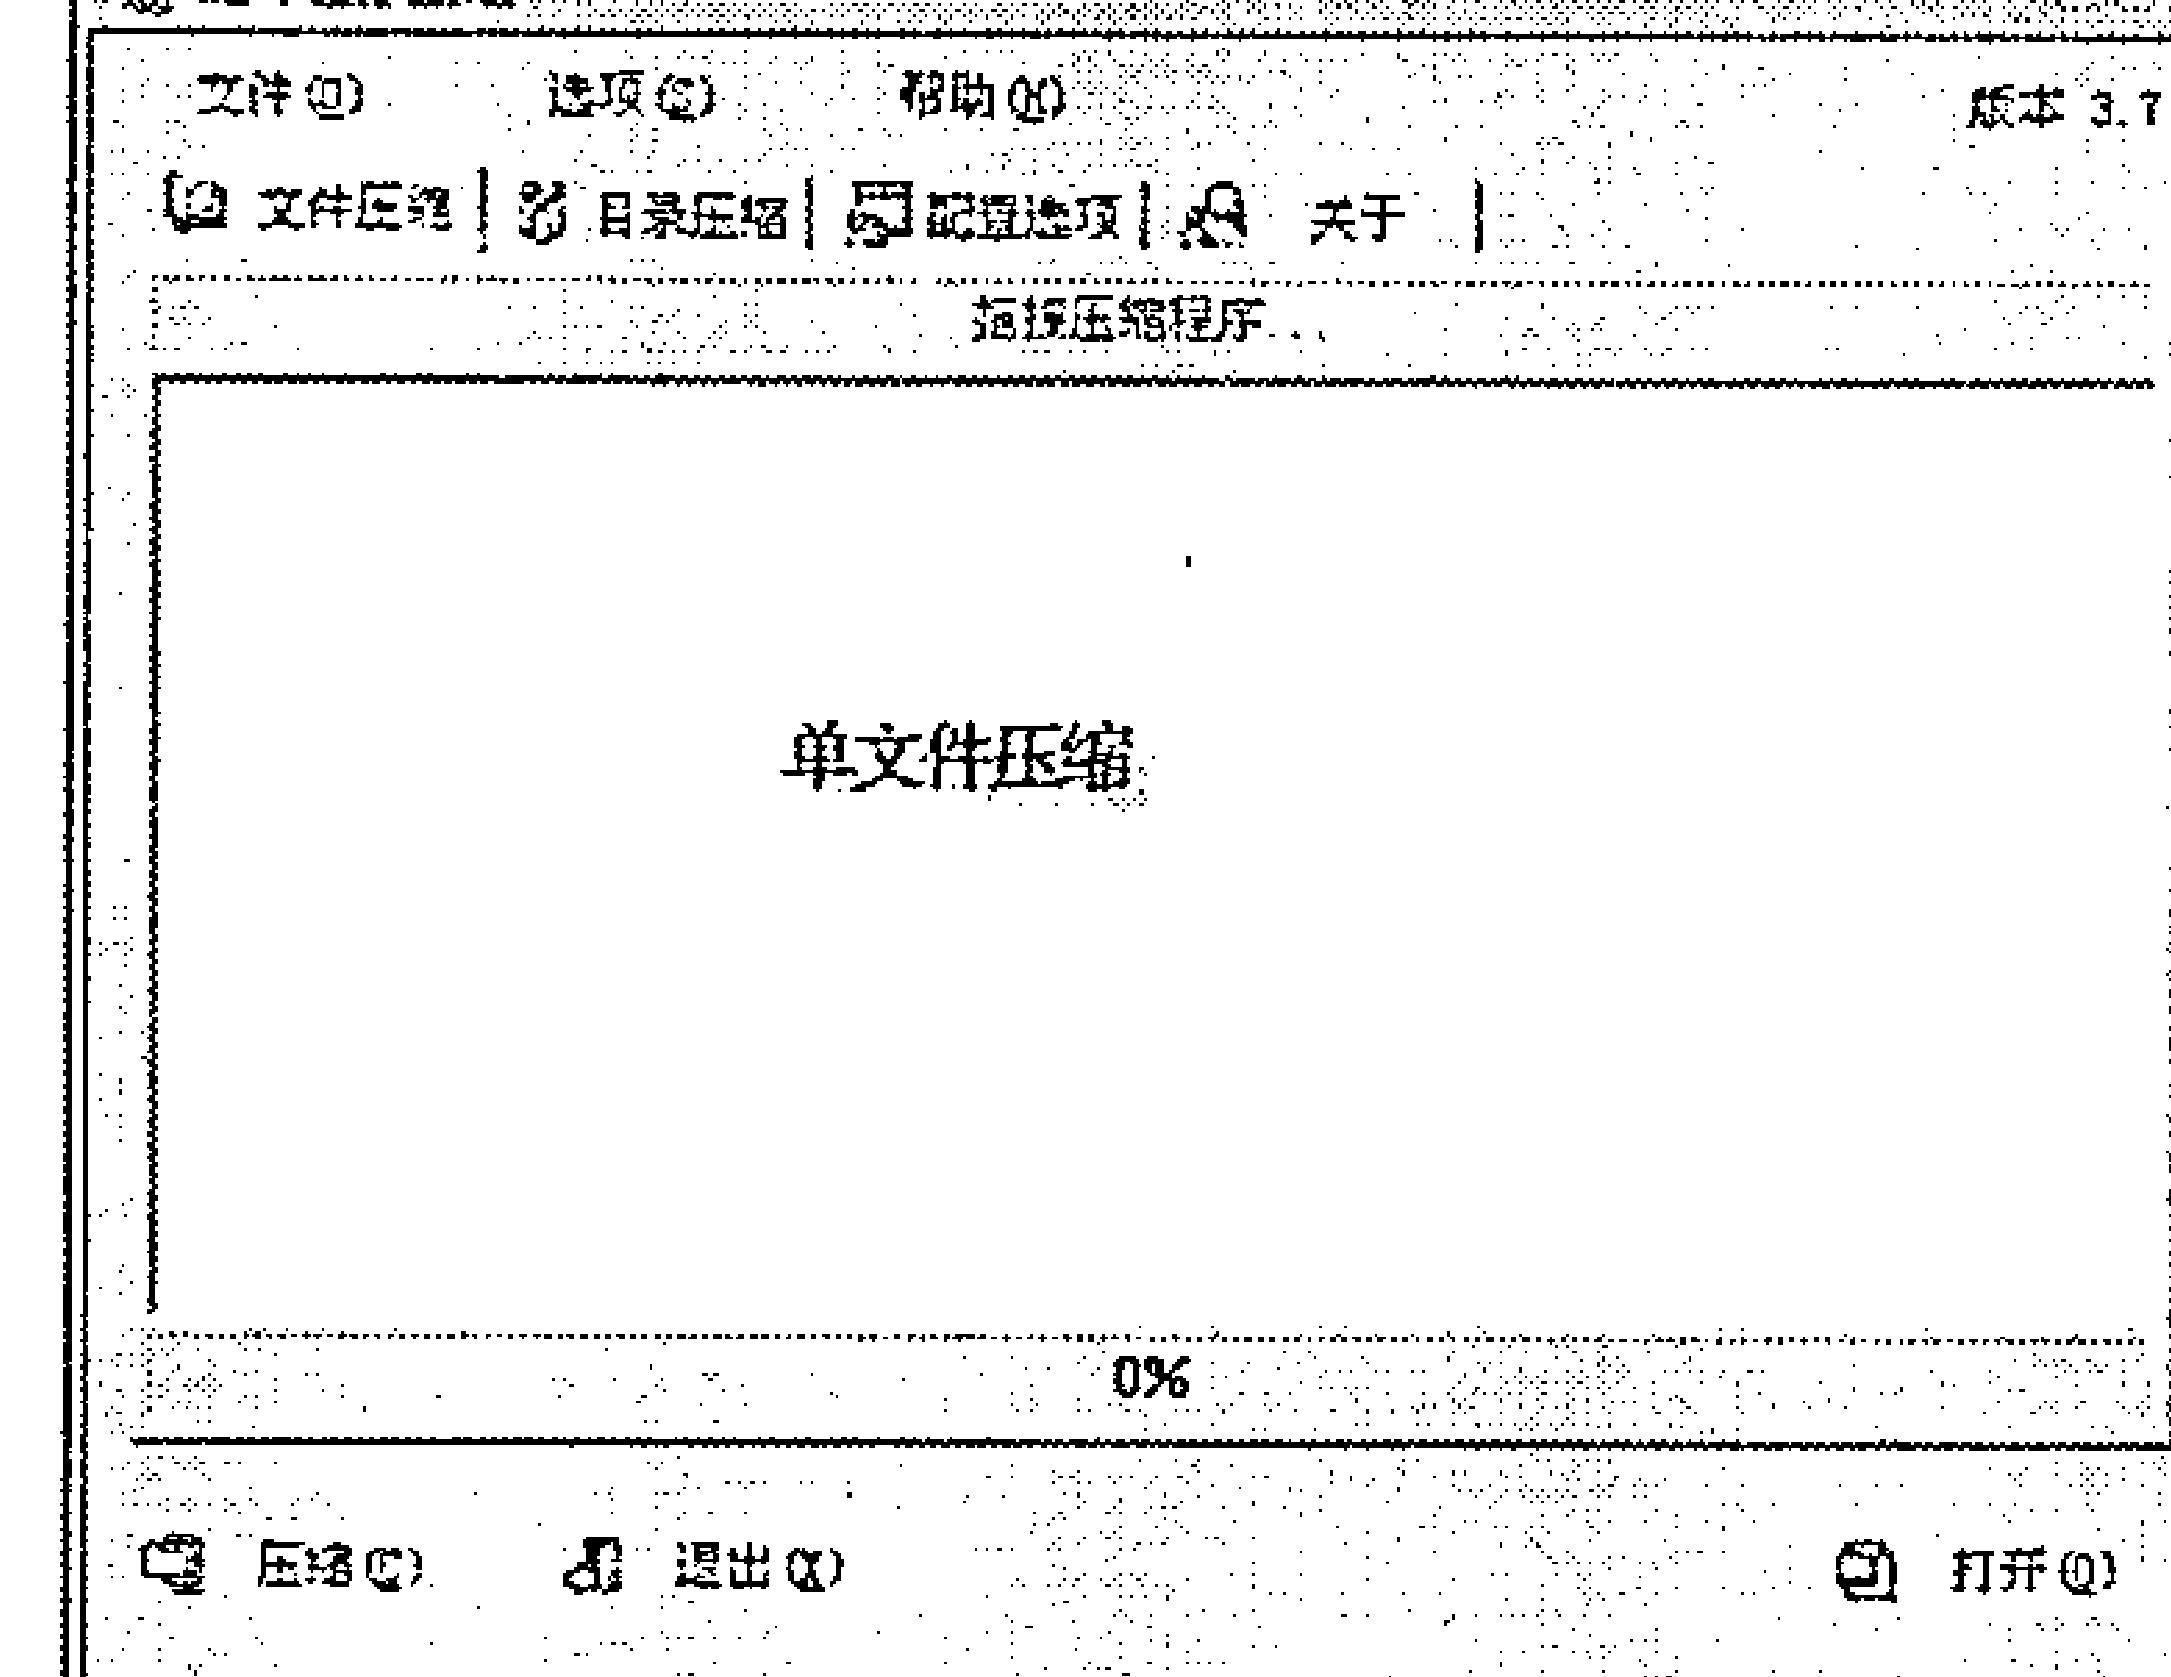 文件(J) 选项(S) 帮助(H) 版本 3.7
文件压缩 目录压缩 配置选项 关于
拖拽压缩程序...
单文件压缩
0%
压缩(C) 退出(X) 打开(O)